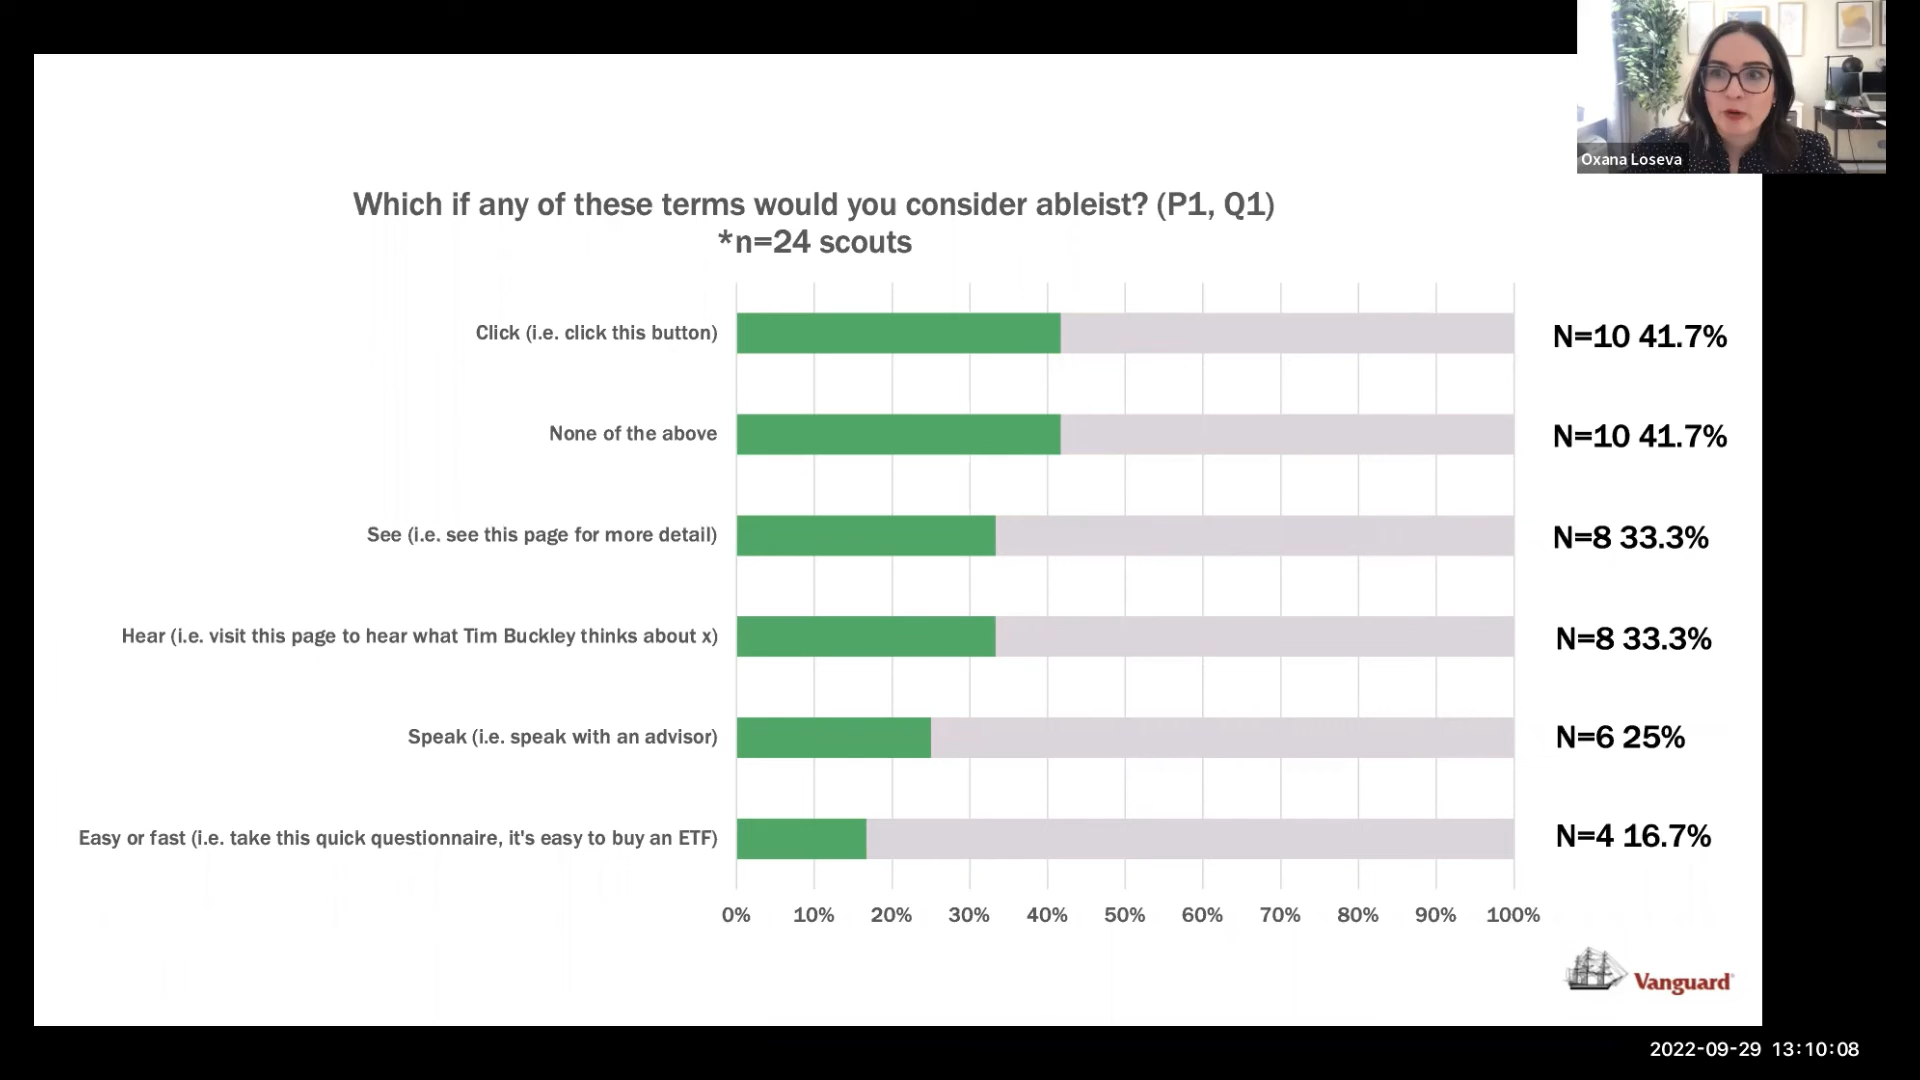 Oxana Loseva
Which if any of these terms would you consider ableist? (P1, Q1)
*n=24 scouts
Click (i.e. click this button)
N=10 41.7%
None of the above
N=10 41.7%
See (i.e. see this page for more detail)
N=8 33.3%
Hear (i.e. visit this page to hear what Tim Buckley thinks about x)
N=8 33.3%
Speak (i.e. speak with an advisor)
N=6 25%
Easy or fast (i.e. take this quick questionnaire, it's easy to buy an ETF)
N=4 16.7%
0% 10% 20% 30% 40% 50% 60% 70% 80% 90% 100%
Vanguard
2022-09-29 13:10:08